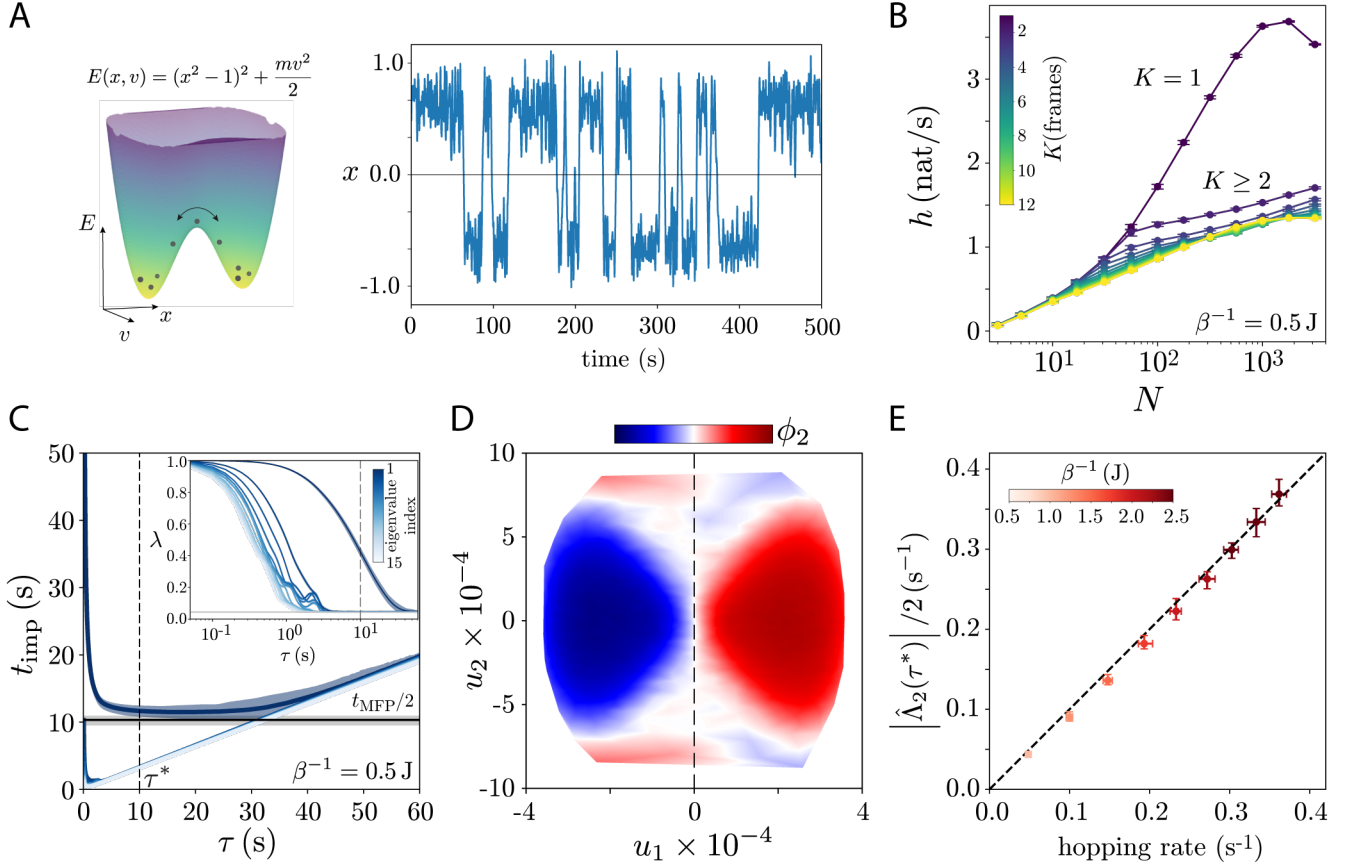 A
E(x, v) = (x² − 1)² + mv²/2
E
v
x
x
1.0
0.0
-1.0
0
100
200
300
400
500
time (s)
B
h (nat/s)
3
2
1
0
K = 1
K ≥ 2
K(frames)
2
4
6
8
10
12
β⁻¹ = 0.5 J
10¹
10²
10³
N
C
t_imp (s)
50
40
30
20
10
0
λ
1.0
0.8
0.6
0.4
0.2
0.0
10⁻¹
10⁰
10¹
τ (s)
1
15
eigenvalue
index
t_MFP/2
τ*
β⁻¹ = 0.5 J
0
10
20
30
40
50
60
τ (s)
D
ϕ₂
u₂ × 10⁻⁴
10
5
0
-5
-10
-4
0
4
u₁ × 10⁻⁴
E
|Λ̂₂(τ*)|/2 (s⁻¹)
0.4
0.3
0.2
0.1
0.0
β⁻¹ (J)
0.5
1.0
1.5
2.0
2.5
0.0
0.1
0.2
0.3
0.4
hopping rate (s⁻¹)